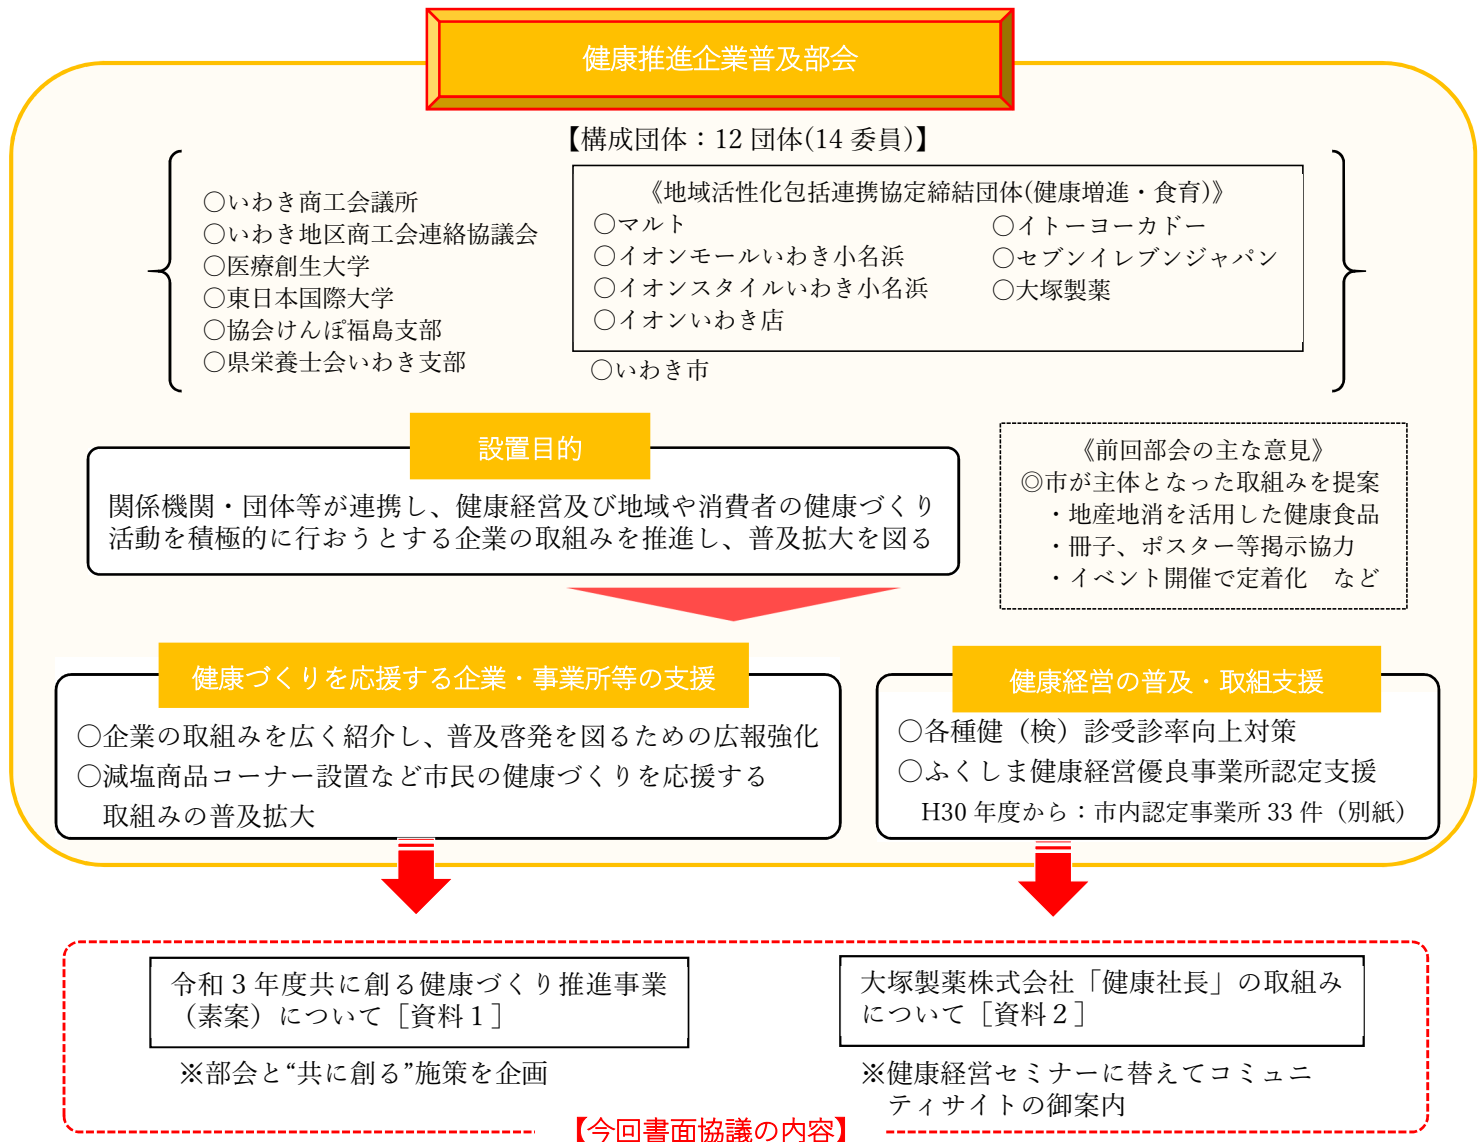 健康推進企業普及部会
【構成団体：12 団体(14 委員)】
○いわき商工会議所
○いわき地区商工会連絡協議会
○医療創生大学
○東日本国際大学
○協会けんぽ福島支部
○県栄養士会いわき支部
《地域活性化包括連携協定締結団体(健康増進・食育)》
○マルト
○イオンモールいわき小名浜
○イオンスタイルいわき小名浜
○イオンいわき店
○イトーヨーカドー
○セブンイレブンジャパン
○大塚製薬
○いわき市
設置目的
関係機関・団体等が連携し、健康経営及び地域や消費者の健康づくり
活動を積極的に行おうとする企業の取組みを推進し、普及拡大を図る
《前回部会の主な意見》
◎市が主体となった取組みを提案
・地産地消を活用した健康食品
・冊子、ポスター等掲示協力
・イベント開催で定着化　など
健康づくりを応援する企業・事業所等の支援
○企業の取組みを広く紹介し、普及啓発を図るための広報強化
○減塩商品コーナー設置など市民の健康づくりを応援する
取組みの普及拡大
健康経営の普及・取組支援
○各種健（検）診受診率向上対策
○ふくしま健康経営優良事業所認定支援
H30 年度から：市内認定事業所 33 件（別紙）
令和３年度共に創る健康づくり推進事業
（素案）について［資料１］
※部会と“共に創る”施策を企画
大塚製薬株式会社「健康社長」の取組み
について［資料２］
※健康経営セミナーに替えてコミュニ
ティサイトの御案内
【今回書面協議の内容】